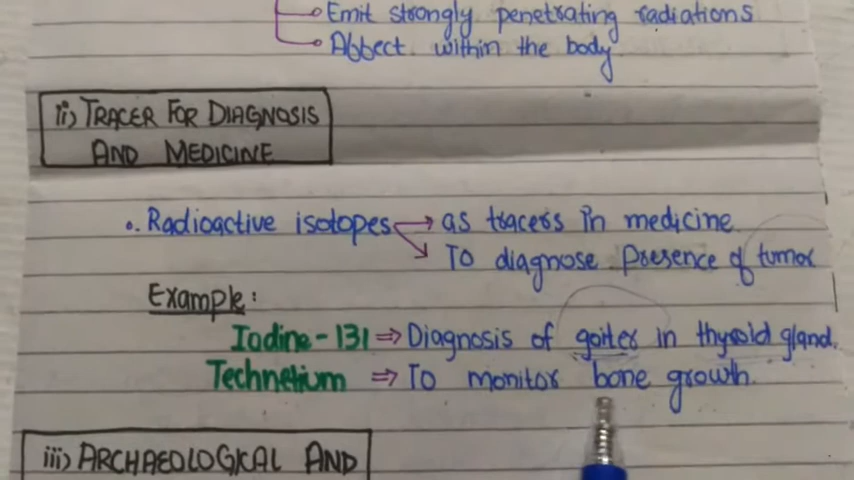 Emit strongly penetrating radiations
Abbect within the body
ii) TRACER FOR DIAGNOSIS
AND MEDICINE
Radioactive isotopes → as tracers in medicine
↘ To diagnose presence of tumor
Example:
Iodine-131 ⇒ Diagnosis of goiter in thyroid gland.
Technetium ⇒ To monitor bone growth.
iii) ARCHAEOLOGICAL AND